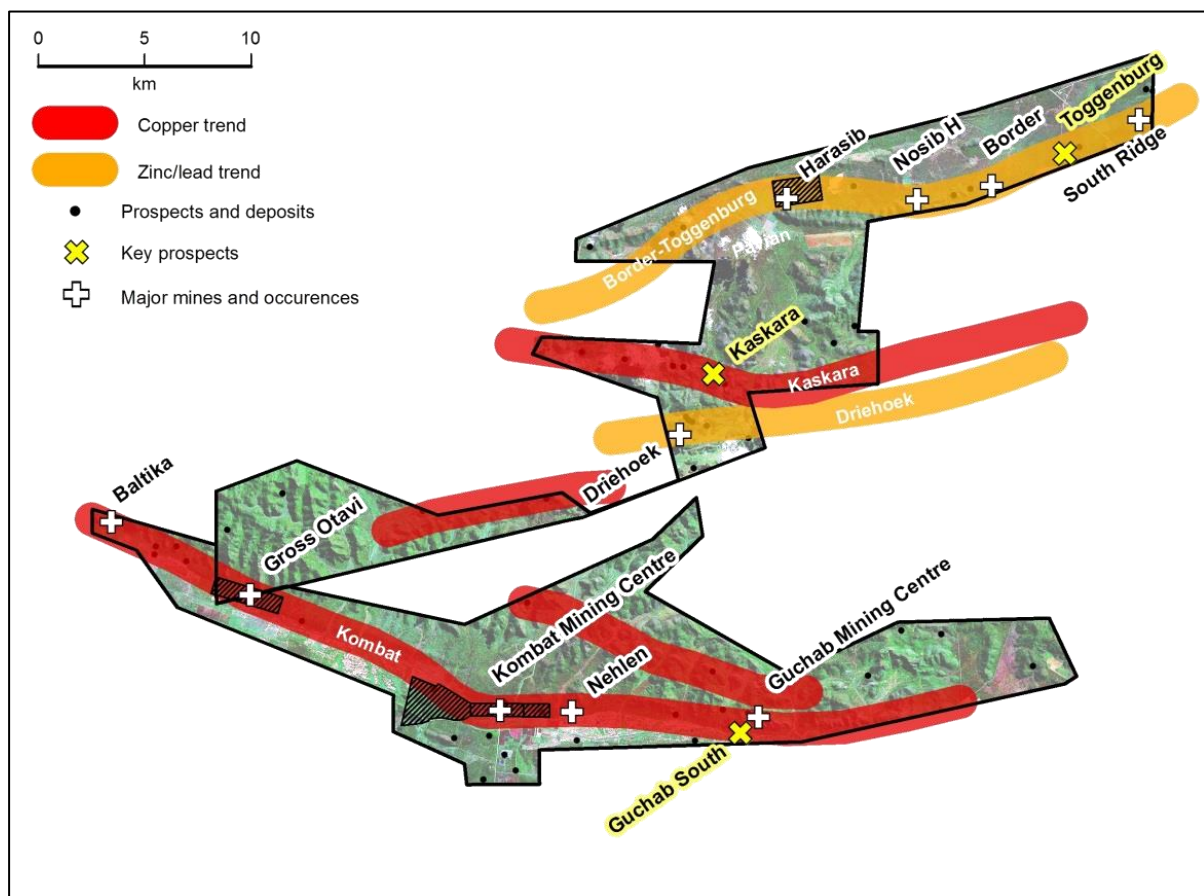 0
5
10
km
Copper trend
Zinc/lead trend
Prospects and deposits
Key prospects
Major mines and occurences
Toggenburg
Border
Nosib H
Harasib
South Ridge
Border-Toggenburg
Pavian
Kaskara
Kaskara
Driehoek
Driehoek
Baltika
Gross Otavi
Kombat Mining Centre
Kombat
Nehlen
Guchab Mining Centre
Guchab South